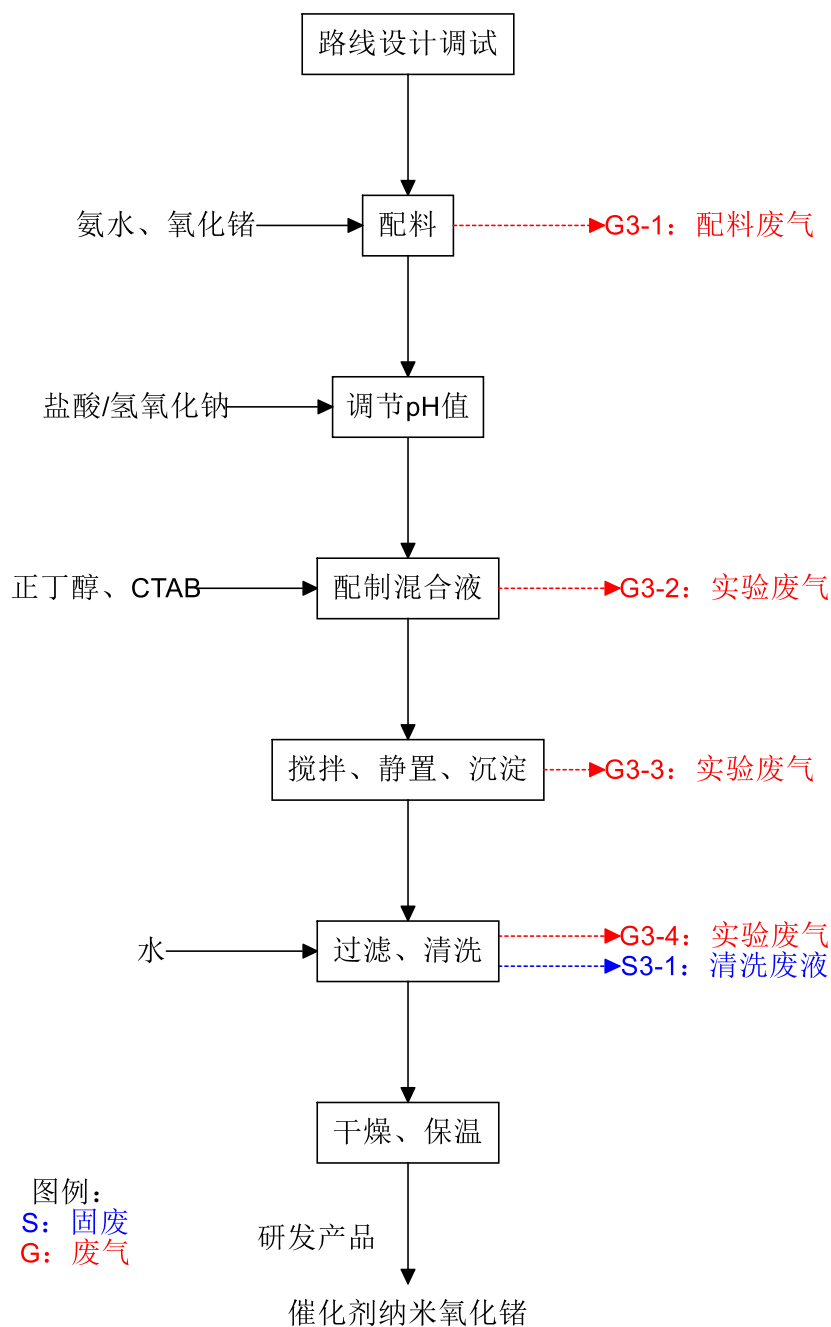 路线设计调试
氨水、氧化锗
配料
G3-1：配料废气
盐酸/氢氧化钠
调节pH值
正丁醇、CTAB
配制混合液
G3-2：实验废气
搅拌、静置、沉淀
G3-3：实验废气
水
过滤、清洗
G3-4：实验废气
S3-1：清洗废液
干燥、保温
图例：
S：固废
G：废气
研发产品
催化剂纳米氧化锗